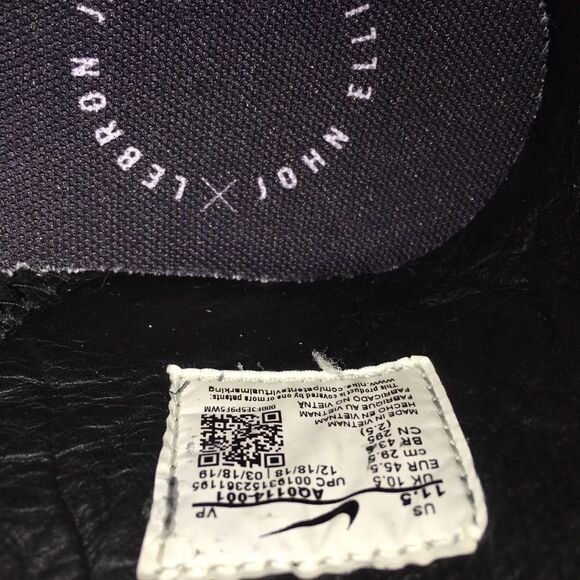 LEBRON J
X
JOHN ELLI
US 11.5 VP
UK 10.5 AQ0114-001
EUR 45.5 UPC 00193152361195
cm 29.5 12/18/18 03/18/19
BR 43.5
CN 295 (2.5)
MADE IN VIETNAM
HECHO EN VIETNAM
FABRIQUE AU VIETNAM
FABRICADO NO VIETNÃ
000F3E5P9I5WM
This product is covered by one or more patents:
www.nike.com/patentevirtualmarking